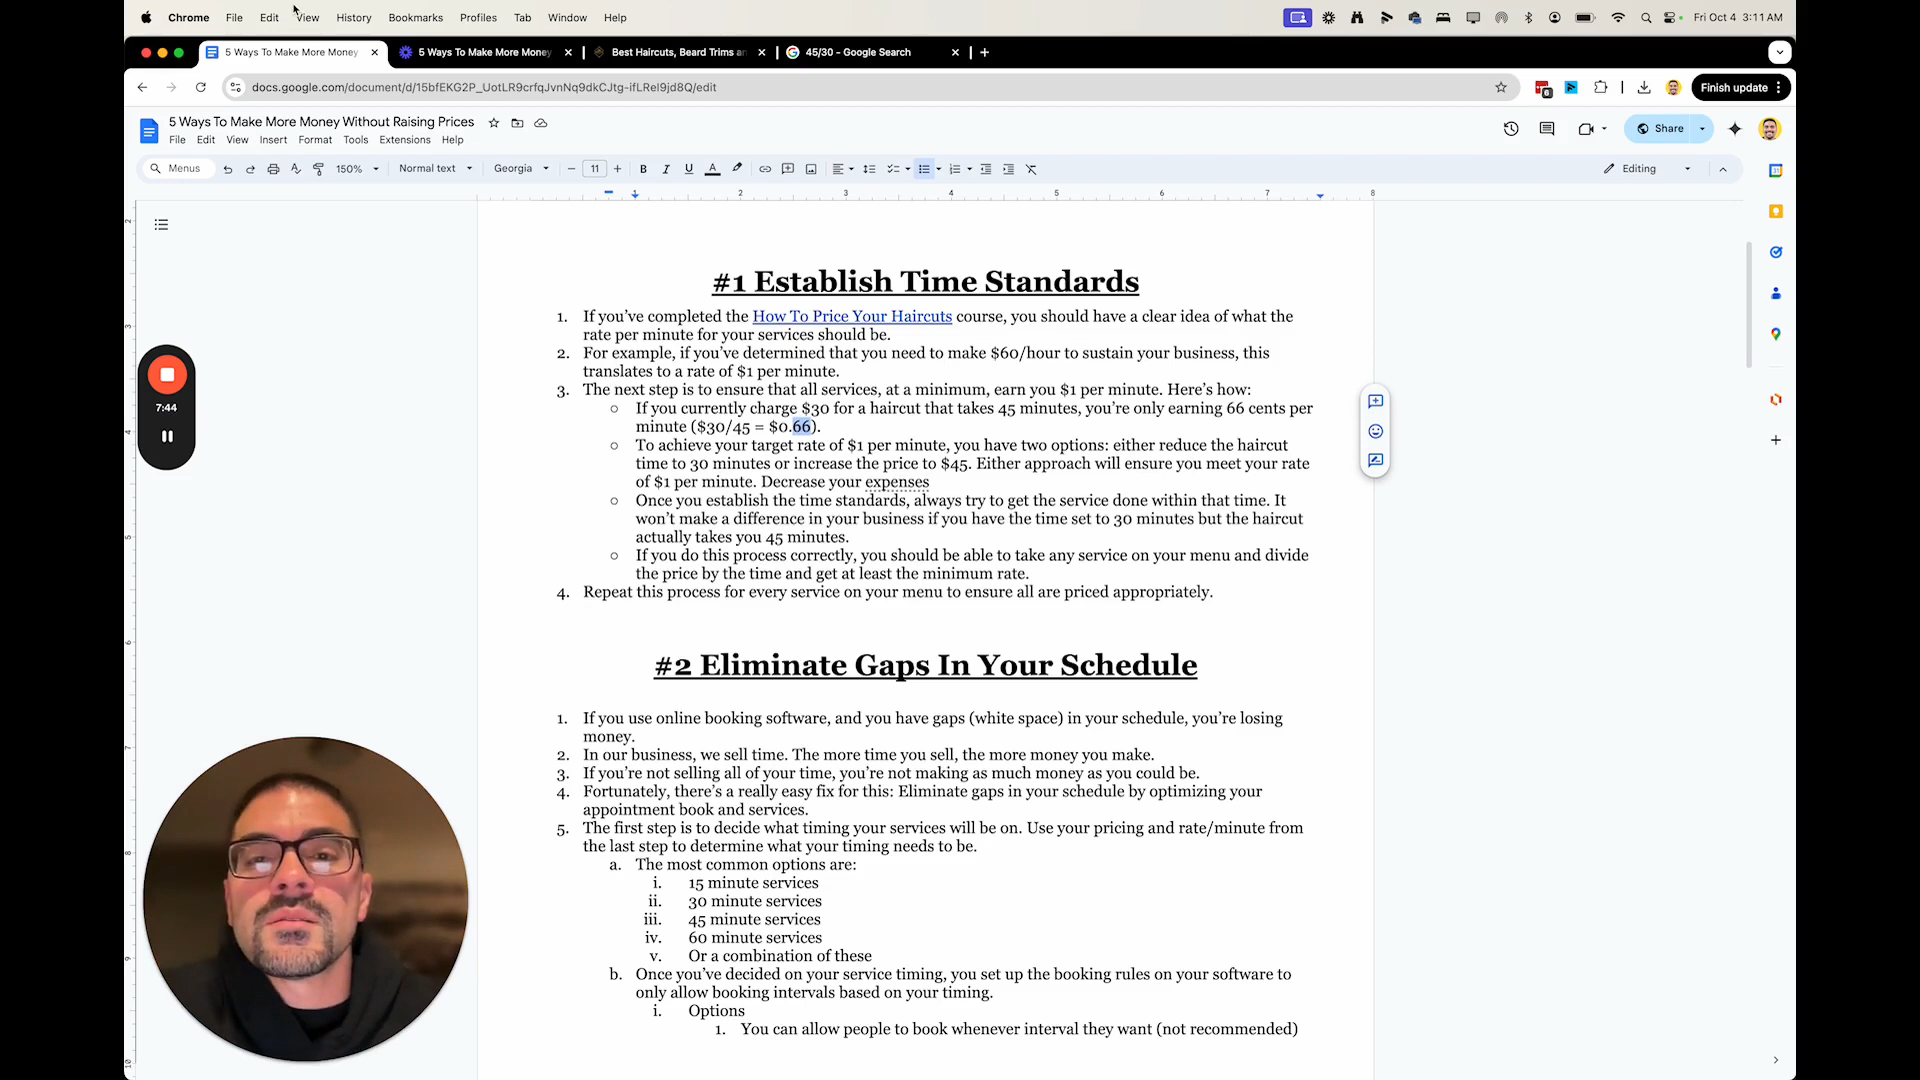 Chrome File Edit View History Bookmarks Profiles Tab Window Help Fri Oct 4 3:11 AM
5 Ways To Make More Money 5 Ways To Make More Money Best Haircuts, Beard Trims an 45/30 - Google Search
docs.google.com/document/d/15bfEKG2P_UotLR9crfqJvnNq9dkCJtg-ifLRel9jd8Q/edit 6 Finish update
5 Ways To Make More Money Without Raising Prices
File Edit View Insert Format Tools Extensions Help
Share
Menus 150% Normal text Georgia 11 B I U A Editing
1 2 3 4 5 6 7 8
#1 Establish Time Standards
1. If you’ve completed the How To Price Your Haircuts course, you should have a clear idea of what the
rate per minute for your services should be.
2. For example, if you’ve determined that you need to make $60/hour to sustain your business, this
translates to a rate of $1 per minute.
3. The next step is to ensure that all services, at a minimum, earn you $1 per minute. Here’s how:
○ If you currently charge $30 for a haircut that takes 45 minutes, you’re only earning 66 cents per
minute ($30/45 = $0.66).
○ To achieve your target rate of $1 per minute, you have two options: either reduce the haircut
time to 30 minutes or increase the price to $45. Either approach will ensure you meet your rate
of $1 per minute. Decrease your expenses
○ Once you establish the time standards, always try to get the service done within that time. It
won’t make a difference in your business if you have the time set to 30 minutes but the haircut
actually takes you 45 minutes.
○ If you do this process correctly, you should be able to take any service on your menu and divide
the price by the time and get at least the minimum rate.
4. Repeat this process for every service on your menu to ensure all are priced appropriately.
7:44
#2 Eliminate Gaps In Your Schedule
1. If you use online booking software, and you have gaps (white space) in your schedule, you’re losing
money.
2. In our business, we sell time. The more time you sell, the more money you make.
3. If you’re not selling all of your time, you’re not making as much money as you could be.
4. Fortunately, there’s a really easy fix for this: Eliminate gaps in your schedule by optimizing your
appointment book and services.
5. The first step is to decide what timing your services will be on. Use your pricing and rate/minute from
the last step to determine what your timing needs to be.
a. The most common options are:
i. 15 minute services
ii. 30 minute services
iii. 45 minute services
iv. 60 minute services
v. Or a combination of these
b. Once you’ve decided on your service timing, you set up the booking rules on your software to
only allow booking intervals based on your timing.
i. Options
1. You can allow people to book whenever interval they want (not recommended)